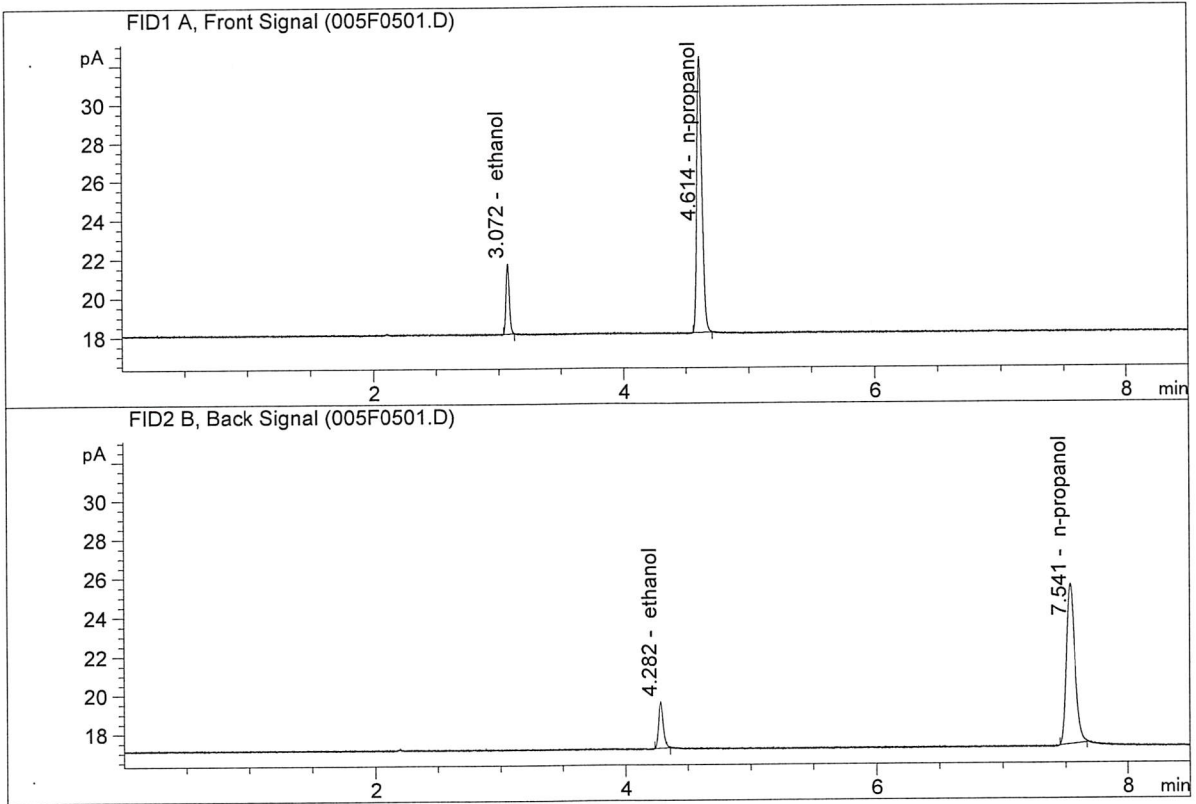 FID1 A, Front Signal (005F0501.D)
pA
30
28
26
24
22
20
18
3.072 - ethanol
4.614 - n-propanol
2
4
6
8
min
FID2 B, Back Signal (005F0501.D)
pA
30
28
26
24
22
20
18
4.282 - ethanol
7.541 - n-propanol
2
4
6
8
min